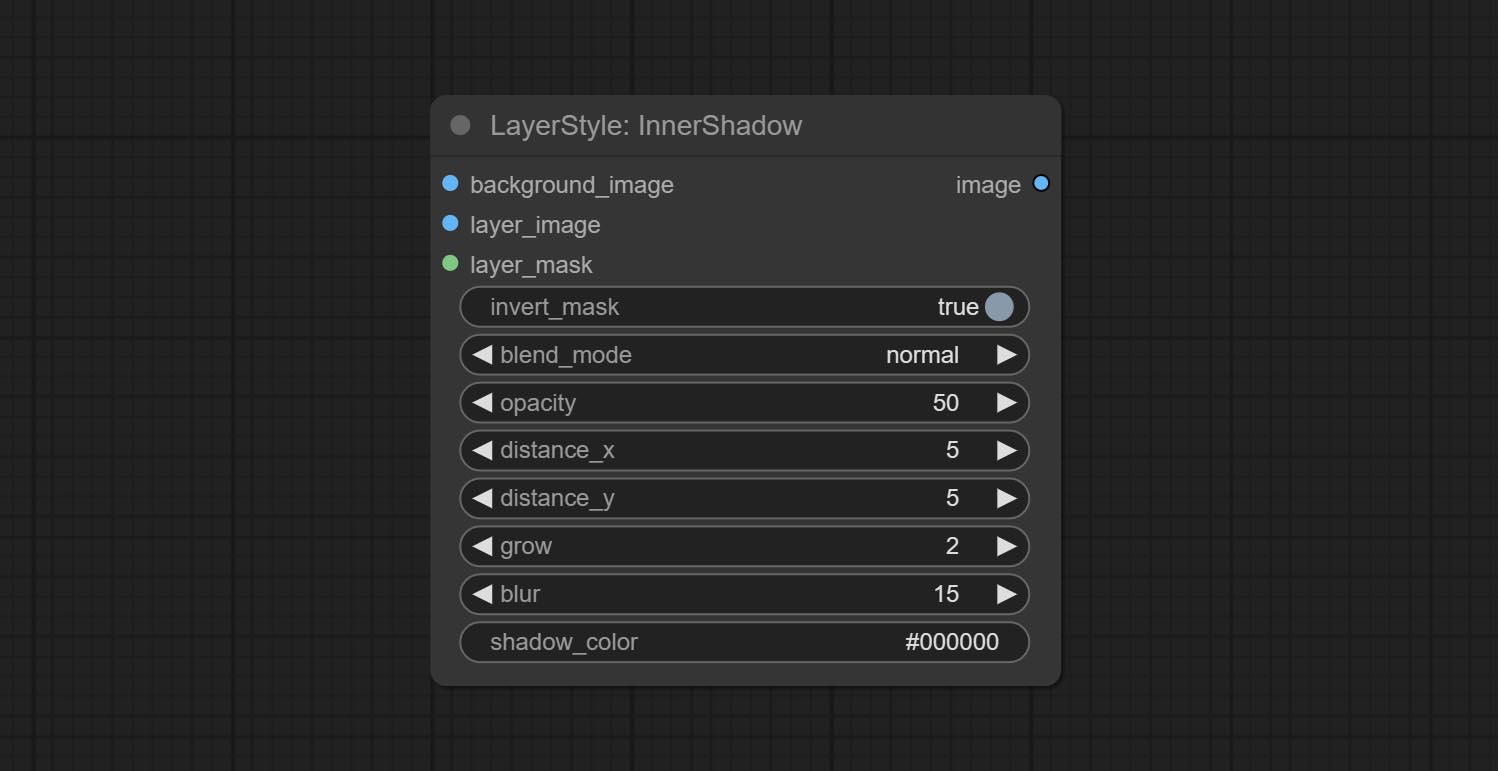 LayerStyle: InnerShadow
background_image image
layer_image
layer_mask
invert_mask true
blend_mode normal
opacity 50
distance_x 5
distance_y 5
grow 2
blur 15
shadow_color #000000